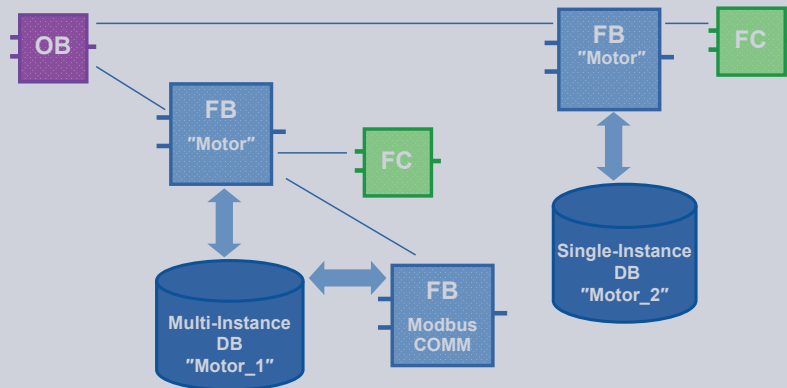 OB
FB
"Motor"
FC
FB
"Motor"
FC
Single-Instance
DB
"Motor_2"
Multi-Instance
DB
"Motor_1"
FB
Modbus
COMM